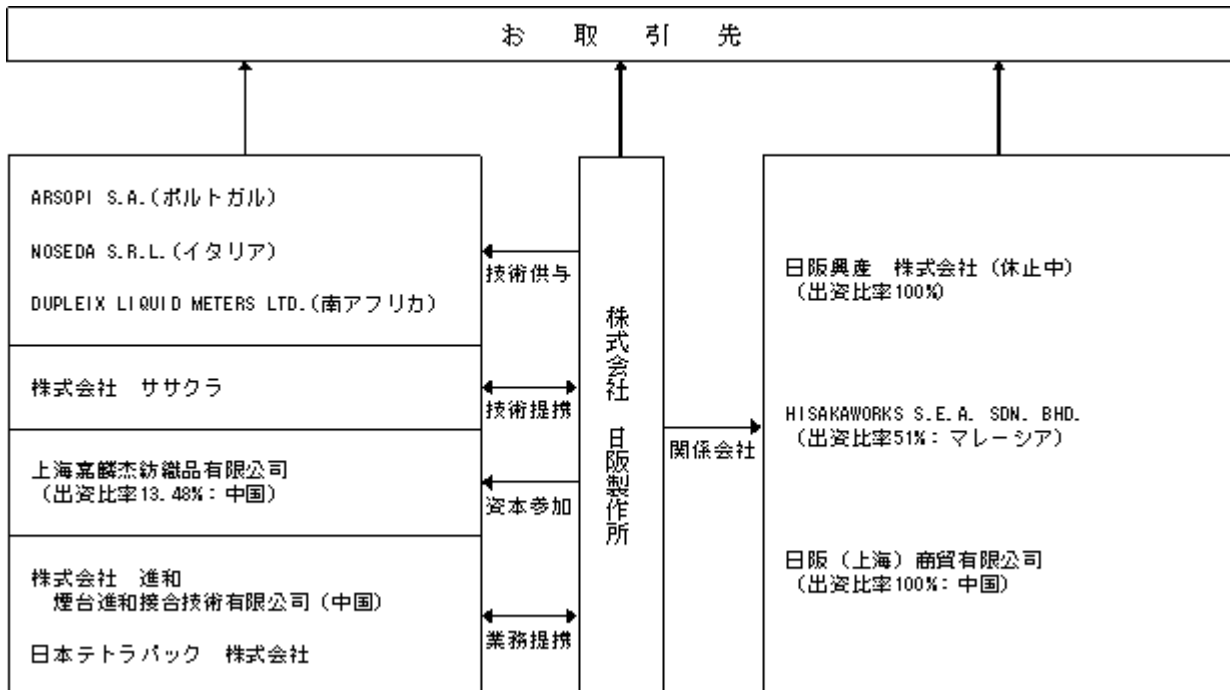 お取引先
ARSOPI S.A.(ポルトガル)
NOSEDA S.R.L.(イタリア)
DUPLEIX LIQUID METERS LTD.(南アフリカ)
技術供与
株式会社 ササクラ
技術提携
上海嘉麟杰紡織品有限公司
(出資比率13.48%:中国)
資本参加
株式会社 進和
煙台進和接合技術有限公司(中国)
日本テトラパック 株式会社
業務提携
株式会社 日阪製作所
関係会社
日阪興産 株式会社(休止中)
(出資比率100%)
HISAKAWORKS S.E.A. SDN. BHD.
(出資比率51%:マレーシア)
日阪(上海)商貿有限公司
(出資比率100%:中国)